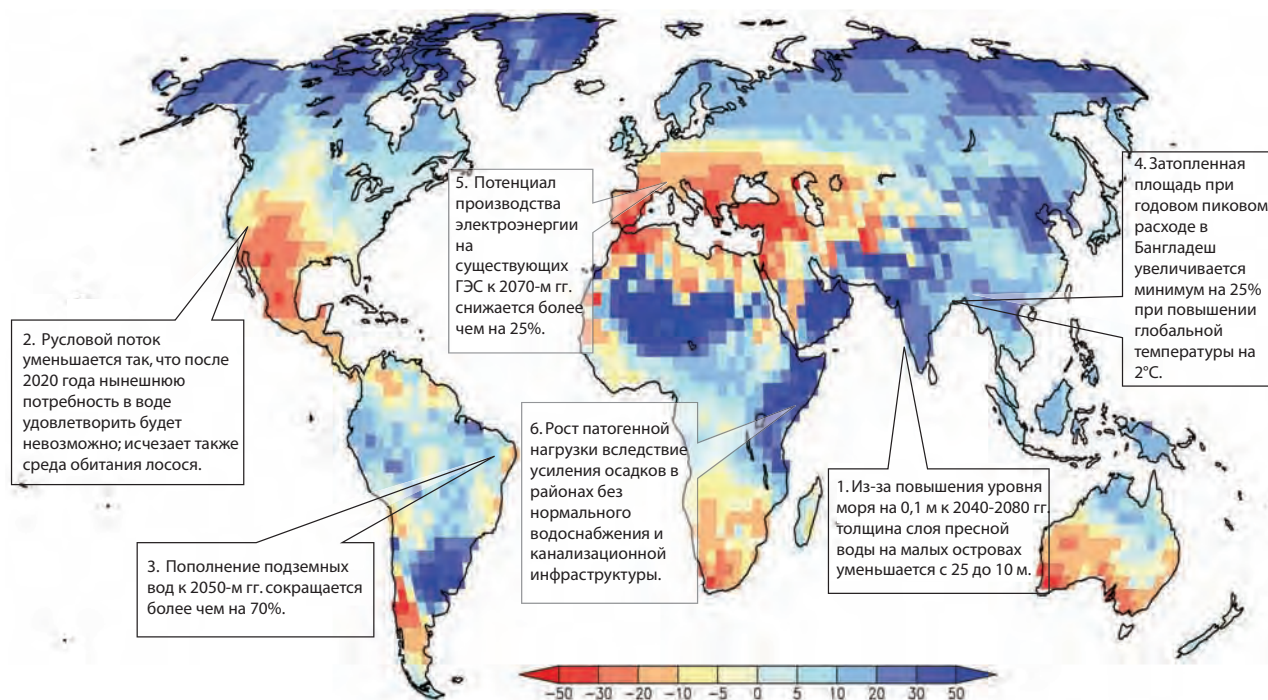 5. Потенциал
производства
электроэнергии
на
существующих
ГЭС к 2070-м гг.
снижается более
чем на 25%.
4. Затопленная
площадь при
годовом пиковом
расходе в
Бангладеш
увеличивается
минимум на 25%
при повышении
глобальной
температуры на
2°C.
2. Русловой поток
уменьшается так, что после
2020 года нынешнюю
потребность в воде
удовлетворить будет
невозможно; исчезает также
среда обитания лосося.
6. Рост патогенной
нагрузки вследствие
усиления осадков в
районах без
нормального
водоснабжения и
канализационной
инфраструктуры.
1. Из-за повышения уровня
моря на 0,1 м к 2040-2080 гг.
толщина слоя пресной
воды на малых островах
уменьшается с 25 до 10 м.
3. Пополнение подземных
вод к 2050-м гг. сокращается
более чем на 70%.
-50 -30 -20 -10 -5 0 5 10 20 30 50